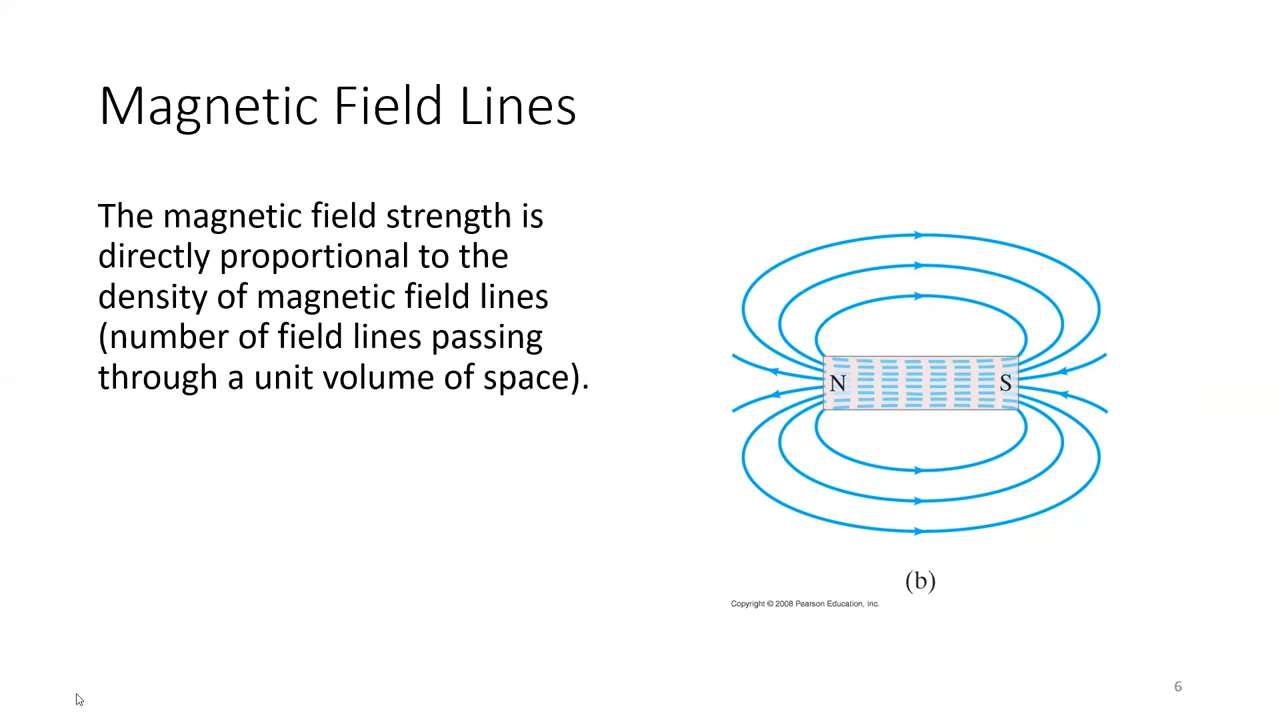 Magnetic Field Lines
The magnetic field strength is
directly proportional to the
density of magnetic field lines
(number of field lines passing
through a unit volume of space).
N
S
(b)
Copyright © 2008 Pearson Education, inc.
6